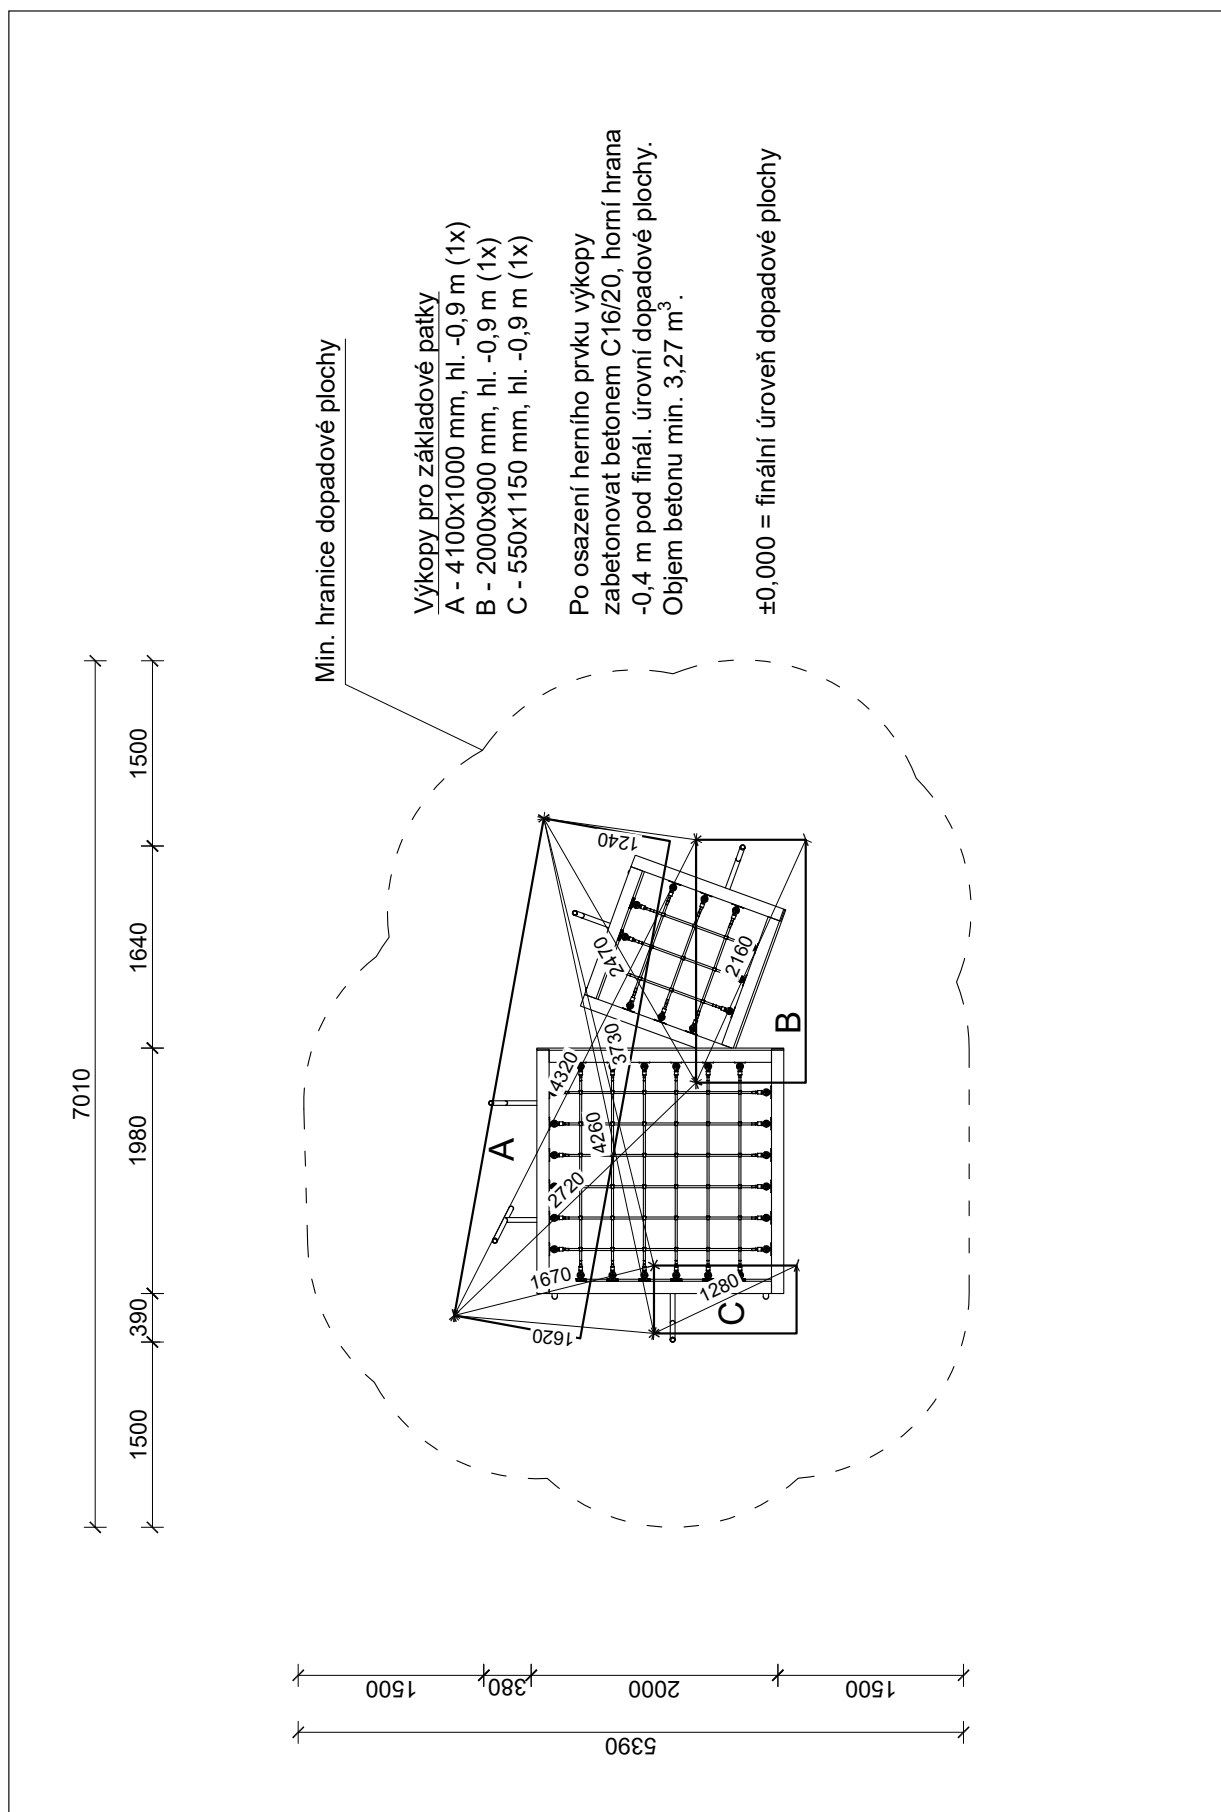 Min. hranice dopadové plochy
Výkopy pro základové patky
A - 4100x1000 mm, hl. -0,9 m (1x)
B - 2000x900 mm, hl. -0,9 m (1x)
C - 550x1150 mm, hl. -0,9 m (1x)
Po osazení herního prvku výkopy
zabetonovat betonem C16/20, horní hrana
-0,4 m pod finál. úrovní dopadové plochy.
Objem betonu min. 3,27 m³.
±0,000 = finální úroveň dopadové plochy
7010
1500
390
1980
1640
1500
5390
1500
380
2000
1500
A
B
C
1240
2470
2160
3730
4320
4260
2720
1670
1620
1280